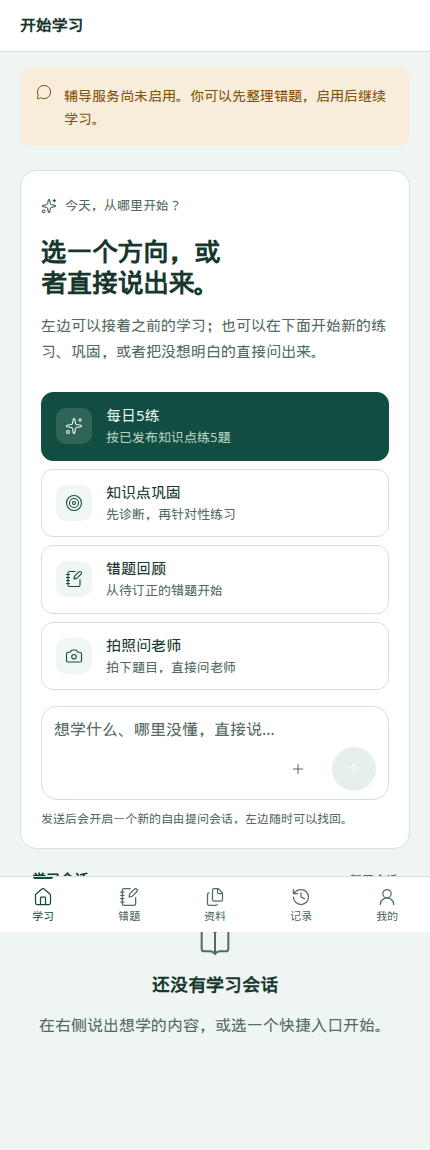 开始学习
辅导服务尚未启用。你可以先整理错题，启用后继续
学习。
今天，从哪里开始？
选一个方向，或
者直接说出来。
左边可以接着之前的学习；也可以在下面开始新的练
习、巩固，或者把没想明白的直接问出来。
每日5练
按已发布知识点练5题
知识点巩固
先诊断，再针对性练习
错题回顾
从待订正的错题开始
拍照问老师
拍下题目，直接问老师
想学什么、哪里没懂，直接说...
发送后会开启一个新的自由提问会话，左边随时可以找回。
学习会话
学习
错题
资料
记录
我的
还没有学习会话
在右侧说出想学的内容，或选一个快捷入口开始。